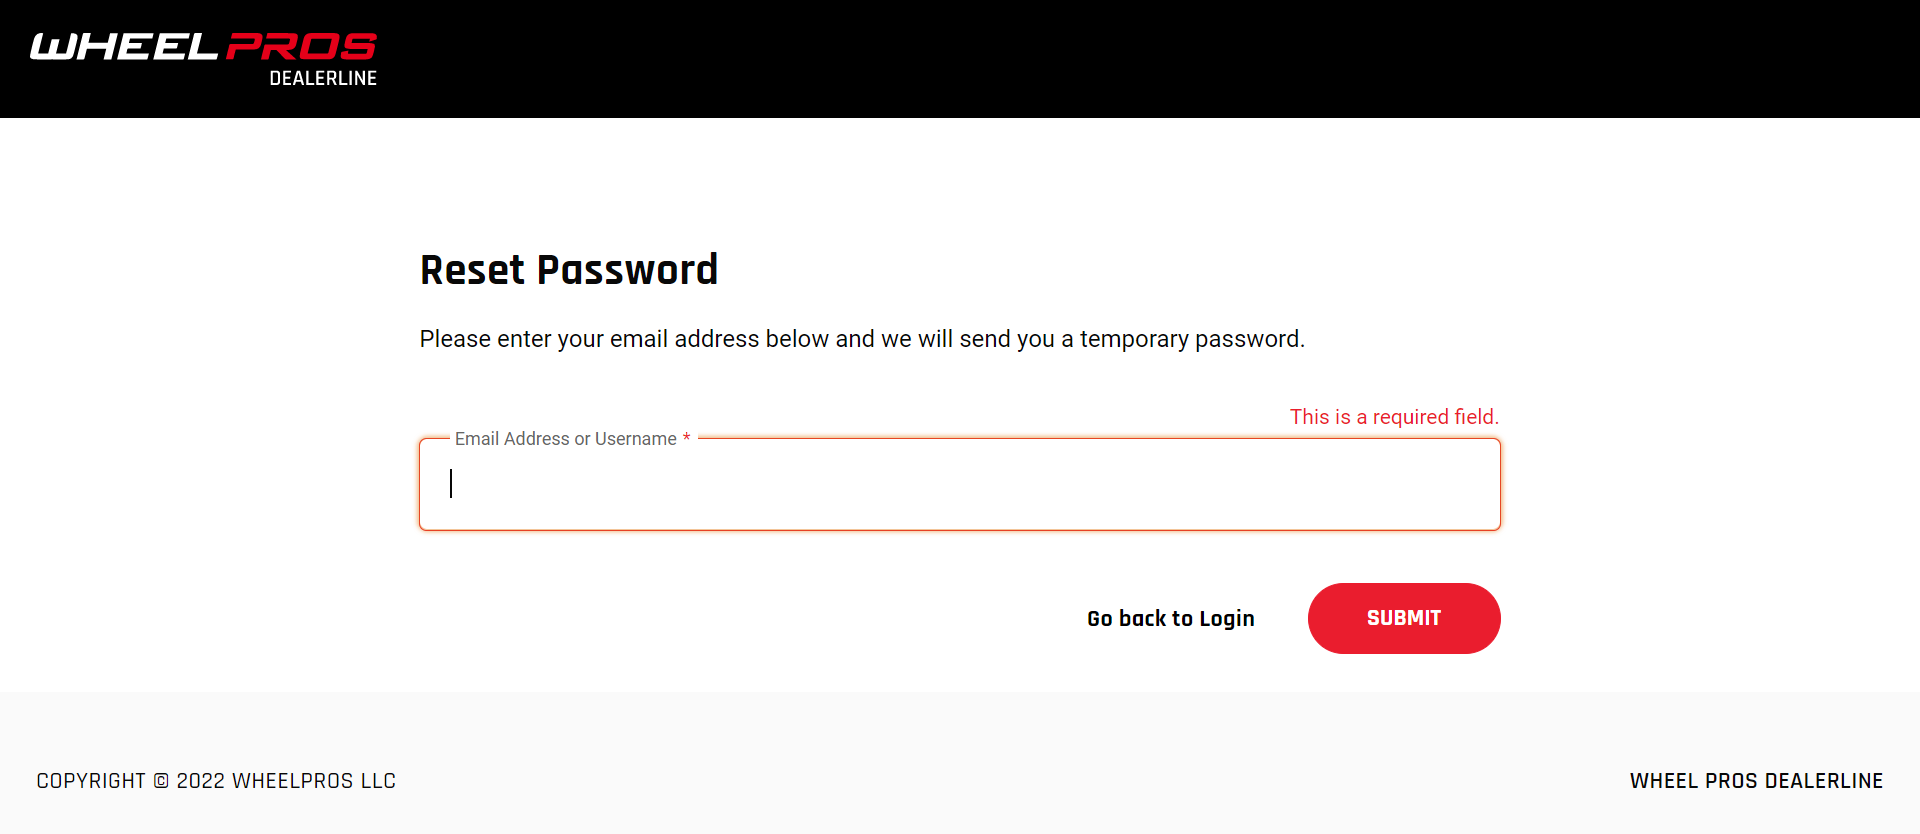 WHEEL PROS
DEALERLINE
Reset Password
Please enter your email address below and we will send you a temporary password.
This is a required field.
Email Address or Username *
Go back to Login
SUBMIT
COPYRIGHT © 2022 WHEELPROS LLC
WHEEL PROS DEALERLINE